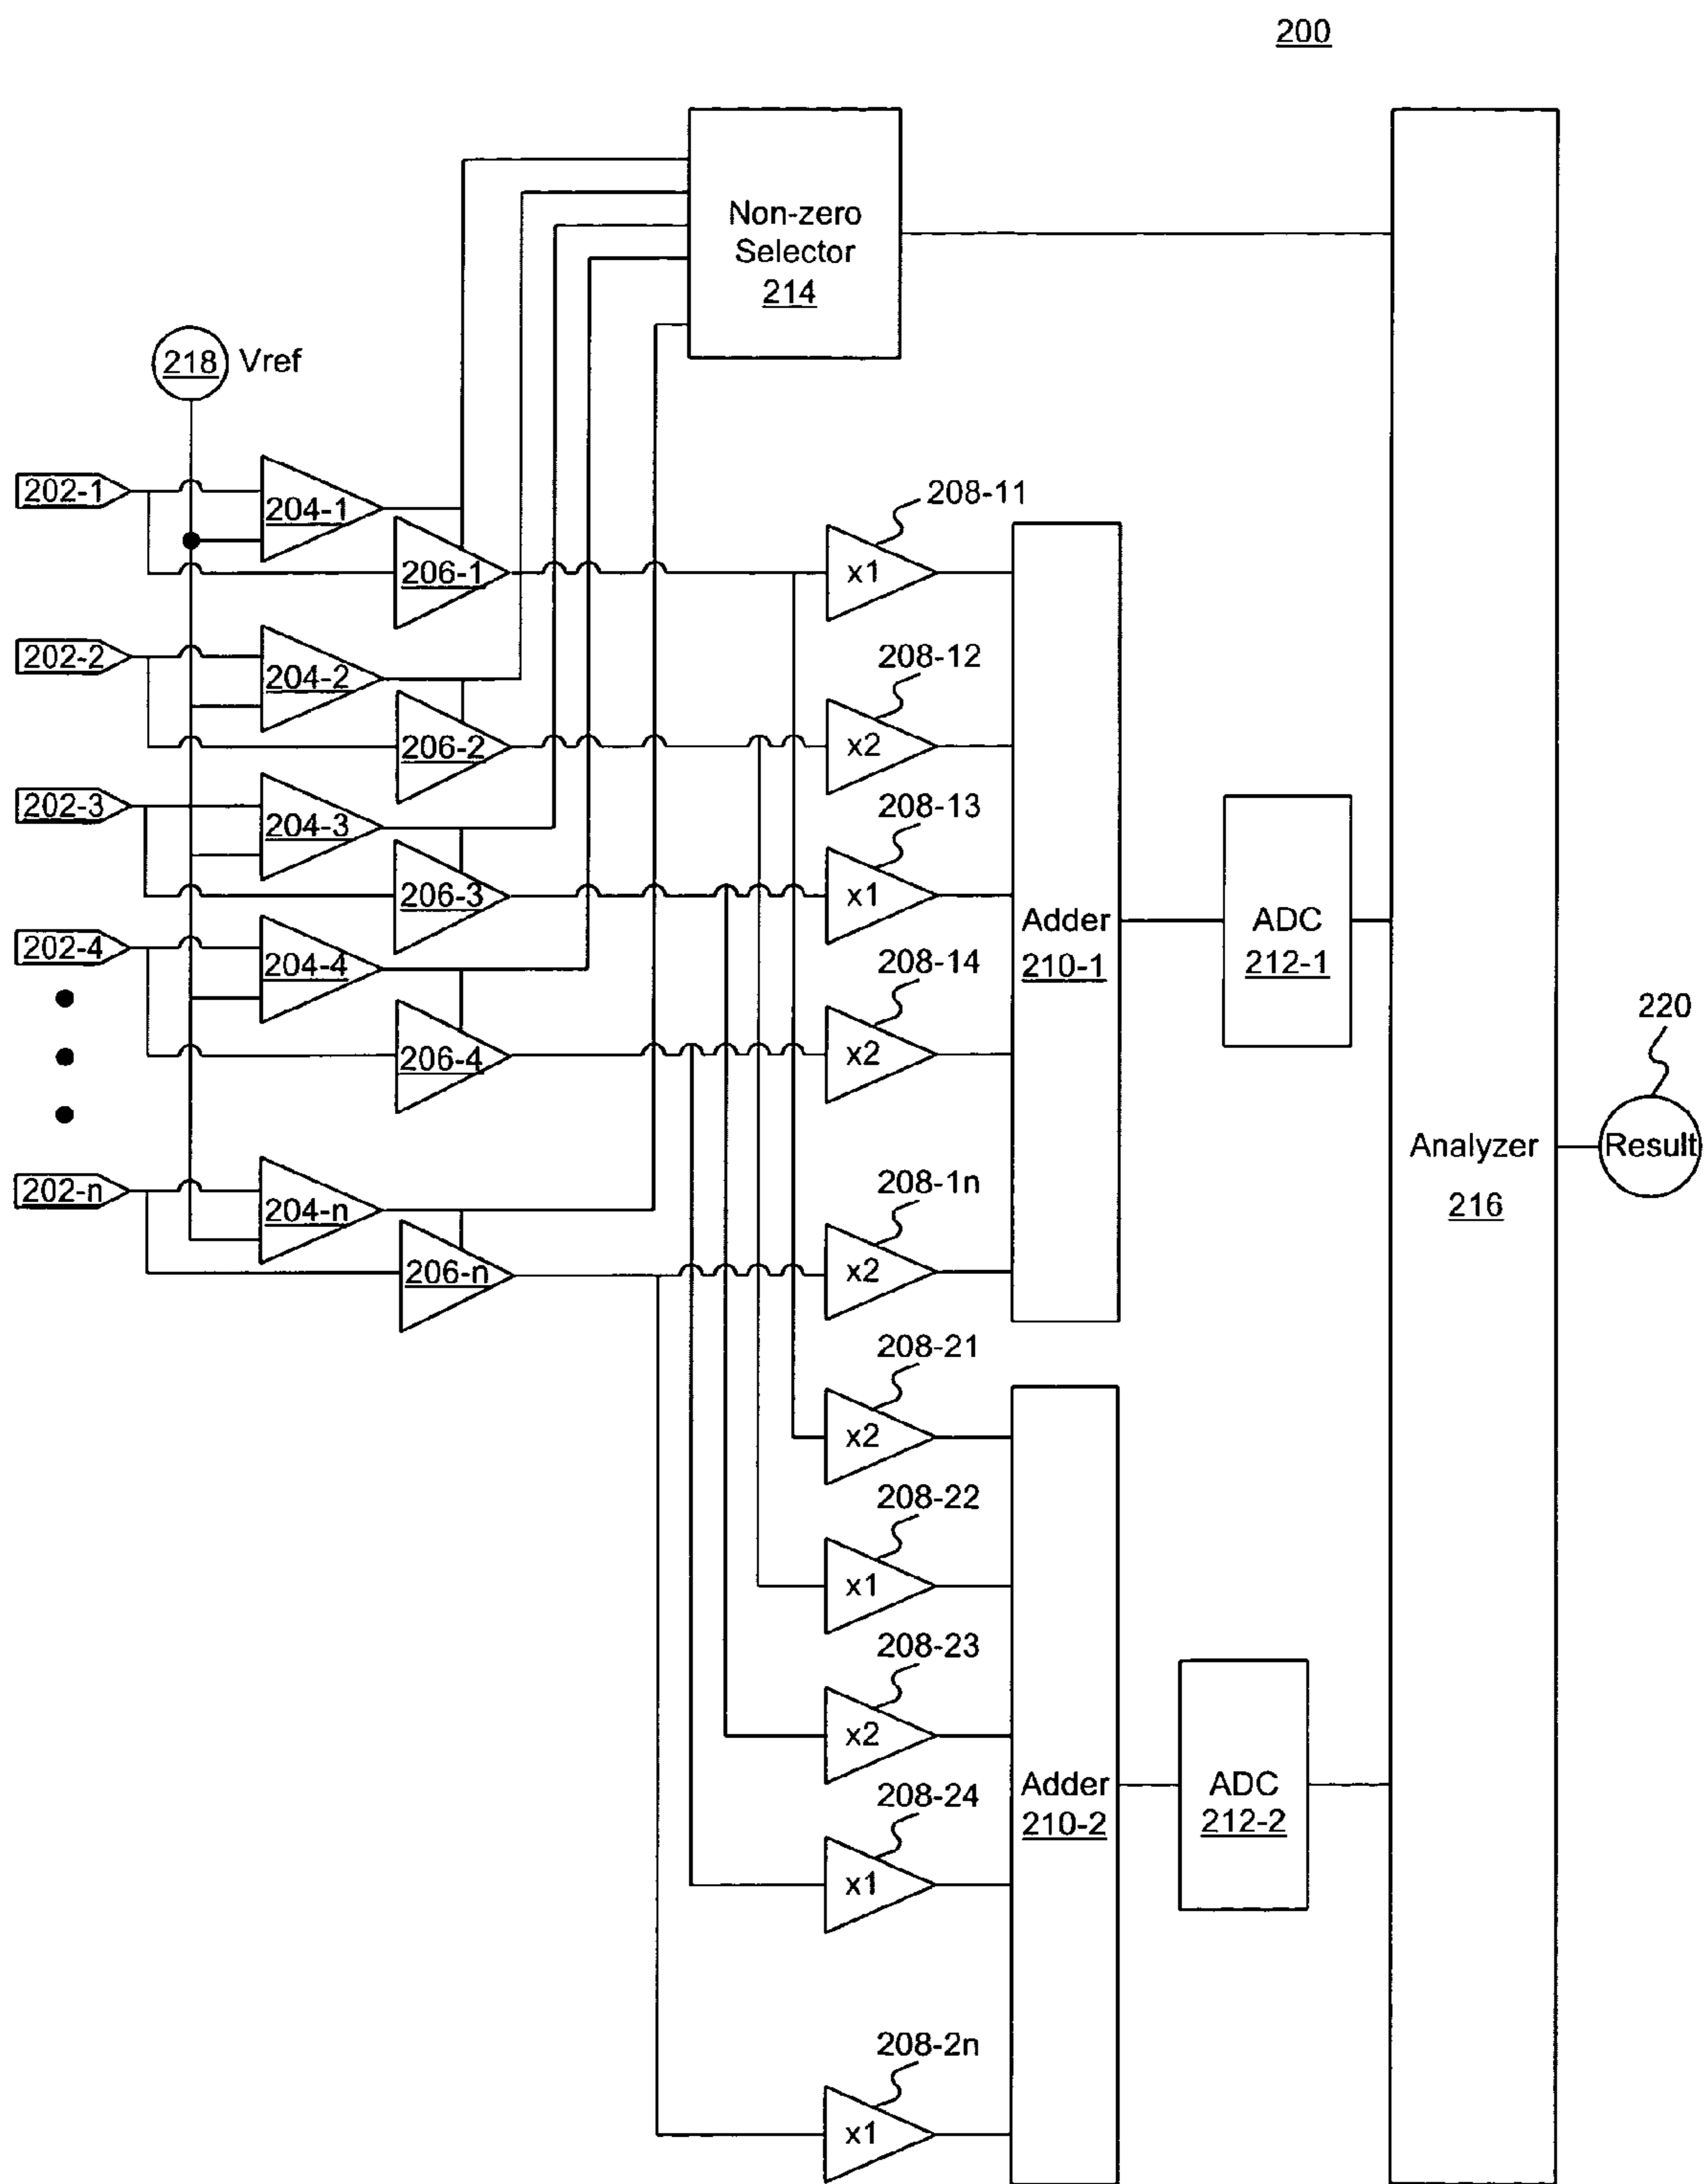 200
Non-zero
Selector
214
218 Vref
202-1
204-1
206-1
208-11
x1
202-2
204-2
206-2
208-12
x2
202-3
204-3
206-3
208-13
x1
202-4
204-4
206-4
208-14
x2
Adder
210-1
ADC
212-1
220
Result
Analyzer
216
202-n
204-n
206-n
208-1n
x2
208-21
x2
208-22
x1
208-23
x2
208-24
x1
Adder
210-2
ADC
212-2
208-2n
x1